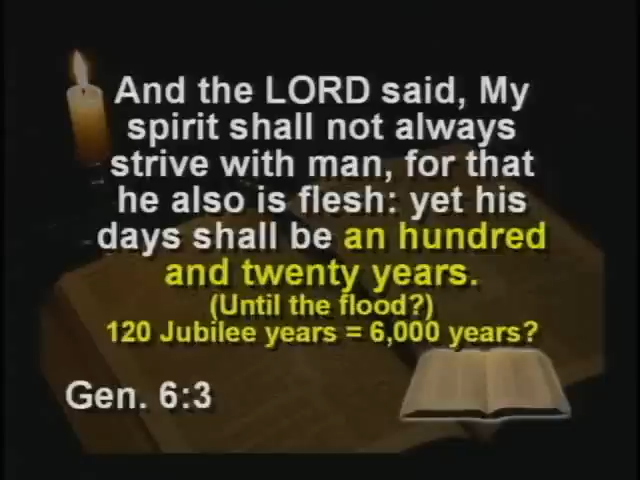 And the LORD said, My
spirit shall not always
strive with man, for that
he also is flesh: yet his
days shall be an hundred
and twenty years.
(Until the flood?)
120 Jubilee years = 6,000 years?
Gen. 6:3